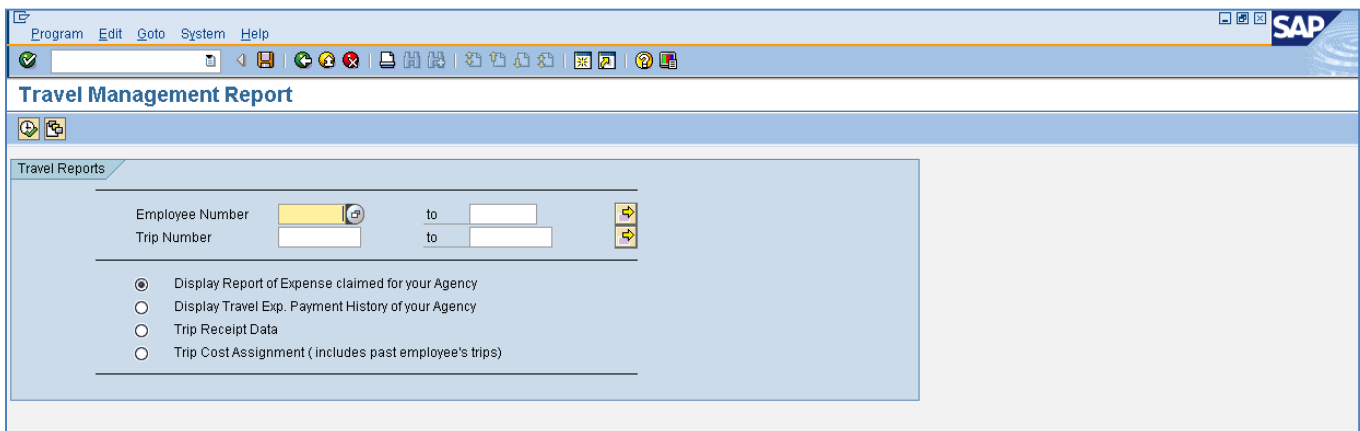 Program Edit Goto System Help
SAP
Travel Management Report
Travel Reports
Employee Number to
Trip Number to
Display Report of Expense claimed for your Agency
Display Travel Exp. Payment History of your Agency
Trip Receipt Data
Trip Cost Assignment ( includes past employee's trips)